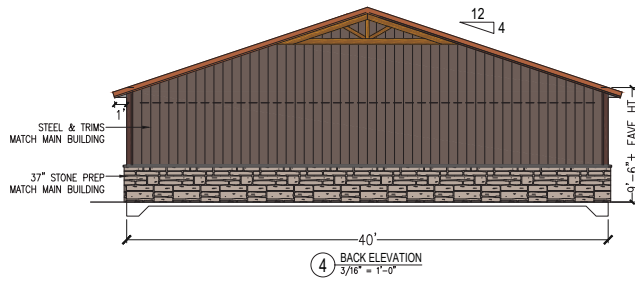 12
4
1'
STEEL & TRIMS
MATCH MAIN BUILDING
37" STONE PREP
MATCH MAIN BUILDING
9'-6"± EAVE HT
40'
4 BACK ELEVATION
3/16" = 1'-0"